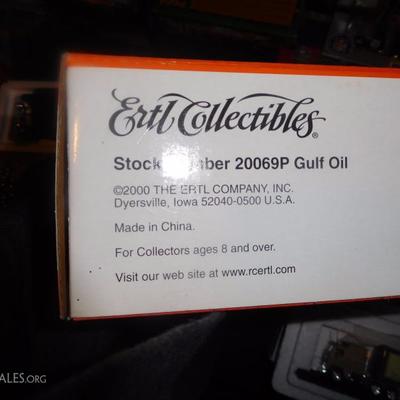 Ertl Collectibles®
Stock Number 20069P Gulf Oil
©2000 THE ERTL COMPANY, INC.
Dyersville, Iowa 52040-0500 U.S.A.
Made in China.
For Collectors ages 8 and over.
Visit our web site at www.rcertl.com
ALES.ORG